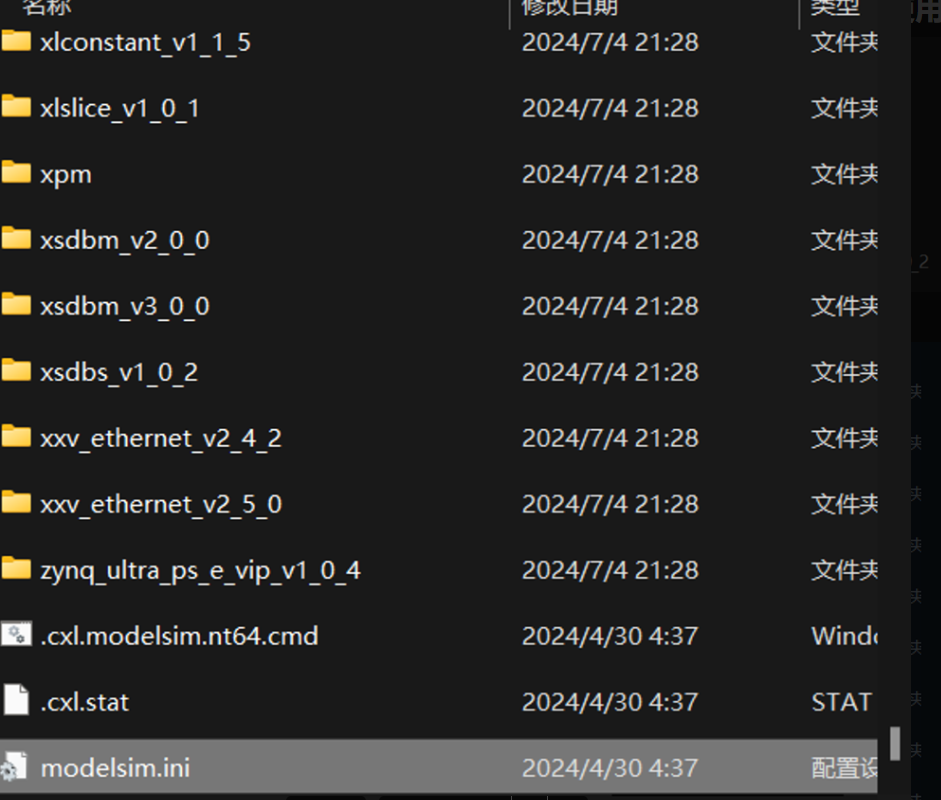 名称 修改日期 类型
xlconstant_v1_1_5 2024/7/4 21:28 文件夹
xlslice_v1_0_1 2024/7/4 21:28 文件夹
xpm 2024/7/4 21:28 文件夹
xsdbm_v2_0_0 2024/7/4 21:28 文件夹
xsdbm_v3_0_0 2024/7/4 21:28 文件夹
xsdbs_v1_0_2 2024/7/4 21:28 文件夹
xxv_ethernet_v2_4_2 2024/7/4 21:28 文件夹
xxv_ethernet_v2_5_0 2024/7/4 21:28 文件夹
zynq_ultra_ps_e_vip_v1_0_4 2024/7/4 21:28 文件夹
.cxl.modelsim.nt64.cmd 2024/4/30 4:37 Windo
.cxl.stat 2024/4/30 4:37 STAT
modelsim.ini 2024/4/30 4:37 配置设